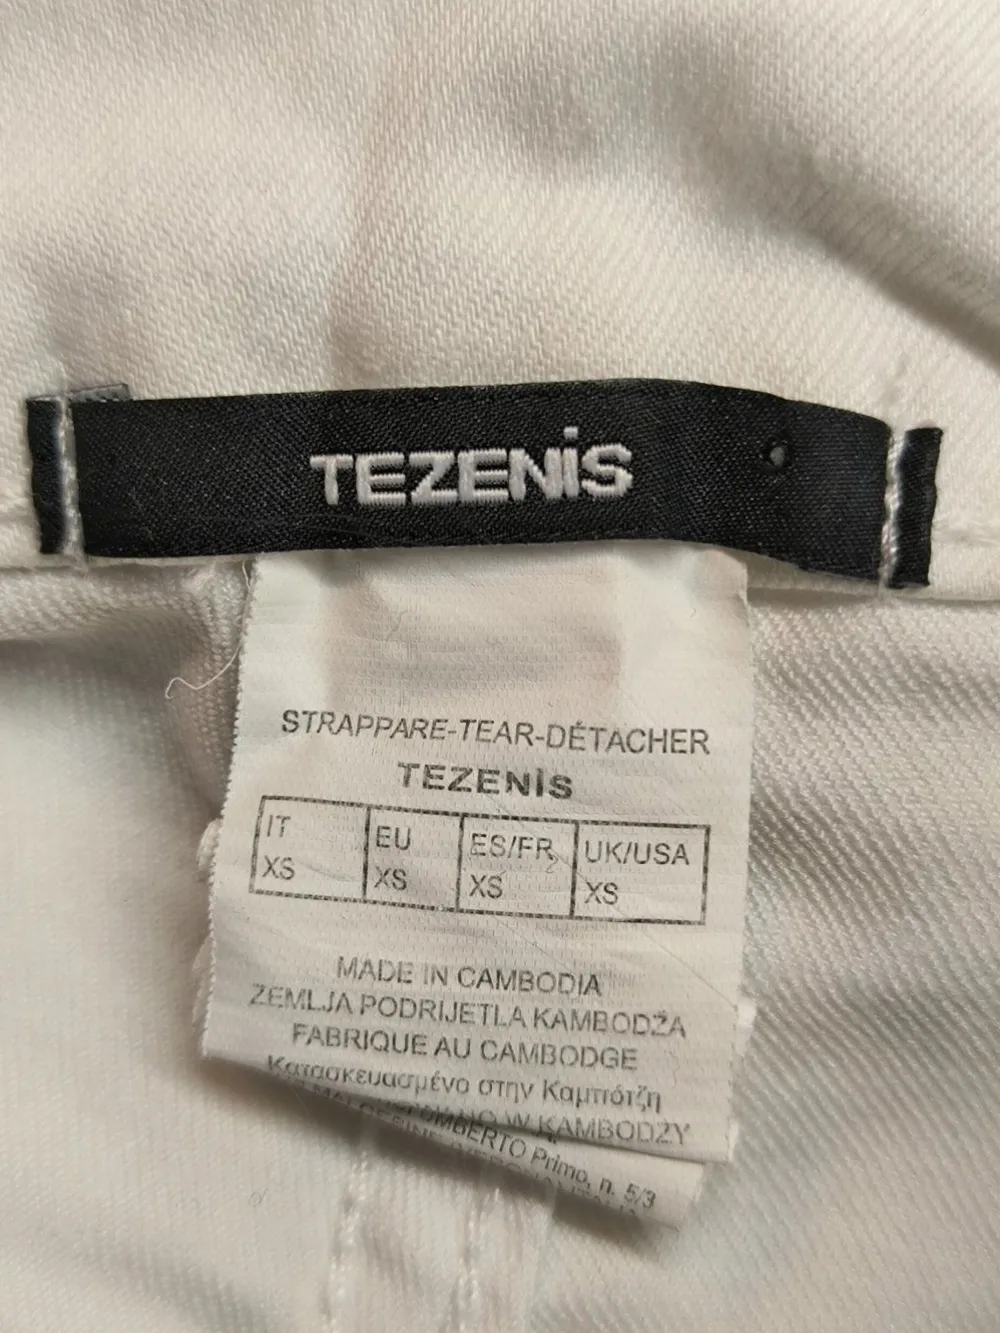 TEZENIS
STRAPPARE-TEAR-DÉTACHER
TEZENIS
IT EU ES/FR UK/USA
XS XS XS XS
MADE IN CAMBODIA
ZEMLJA PODRIJETLA KAMBODŽA
FABRIQUE AU CAMBODGE
Κατασκευασμένο στην Καμπότζη
W KAMBODŻY
UMBERTO Primo, n. 5/3